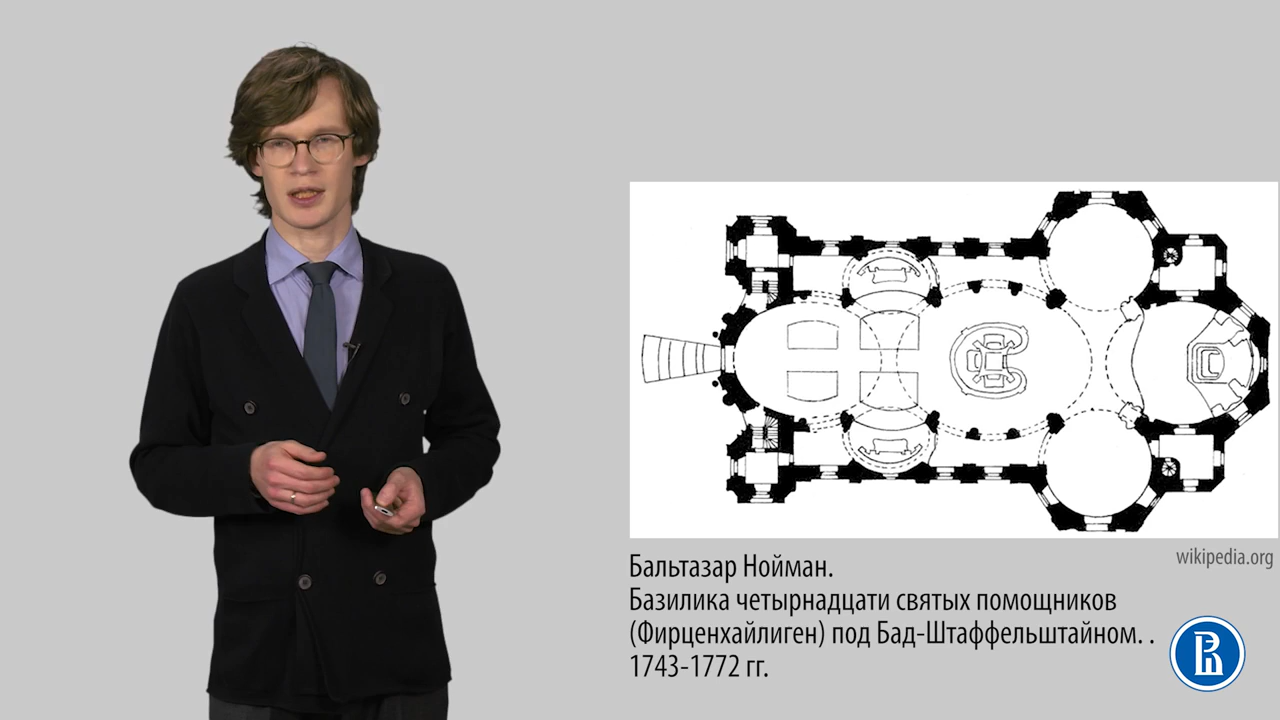 wikipedia.org
Бальтазар Нойман.
Базилика четырнадцати святых помощников
(Фирценхайлиген) под Бад-Штаффельштайном. .
1743-1772 гг.